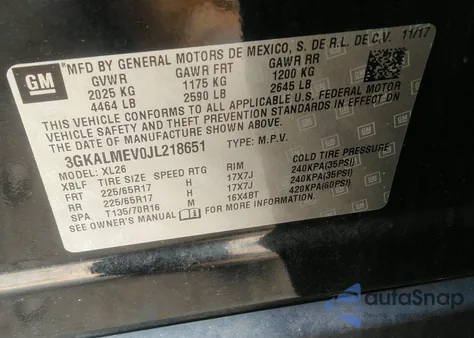 MFD BY GENERAL MOTORS DE MEXICO, S. DE R.L. DE C.V. 11/17
GM
GVWR GAWR FRT GAWR RR
2025 KG 1175 KG 1200 KG
4464 LB 2590 LB 2645 LB
THIS VEHICLE CONFORMS TO ALL APPLICABLE U.S. FEDERAL MOTOR
VEHICLE SAFETY AND THEFT PREVENTION STANDARDS IN EFFECT
ON THE DATE OF MANUFACTURE SHOWN ABOVE.
3GKALMEV0JL218651 TYPE: M.P.V.
MODEL: XL26
XBLF TIRE SIZE SPEED RTG RIM COLD TIRE PRESSURE
FRT 225/65R17 H 17X7J 240KPA(35PSI)
RR 225/65R17 H 17X7J 240KPA(35PSI)
SPA T135/70R16 M 16X4BT 420KPA(60PSI)
SEE OWNER'S MANUAL FOR MORE INFORMATION.
autoSnap